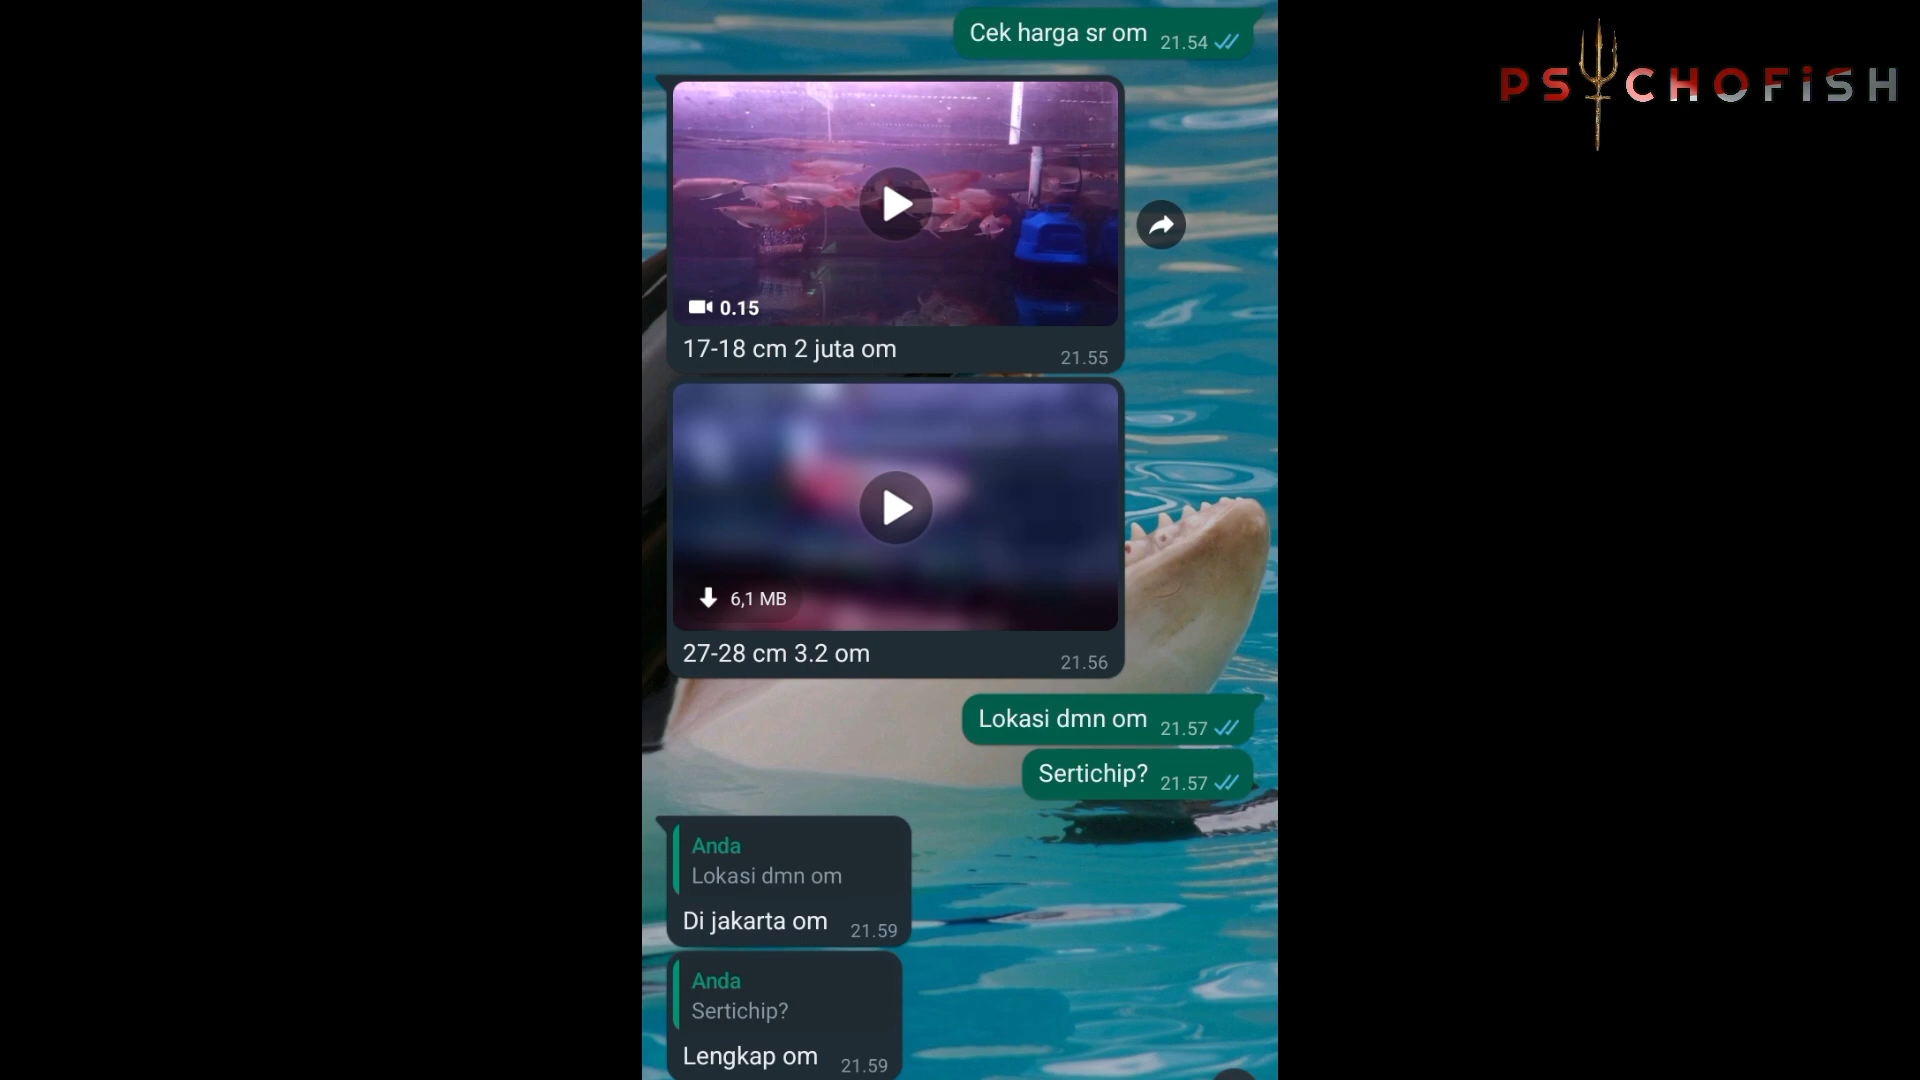 Cek harga sr om 21.54
PSYCHOFiSH
0.15
17-18 cm 2 juta om 21.55
6,1 MB
27-28 cm 3.2 om 21.56
Lokasi dmn om 21.57
Sertichip? 21.57
Anda
Lokasi dmn om
Di jakarta om 21.59
Anda
Sertichip?
Lengkap om 21.59